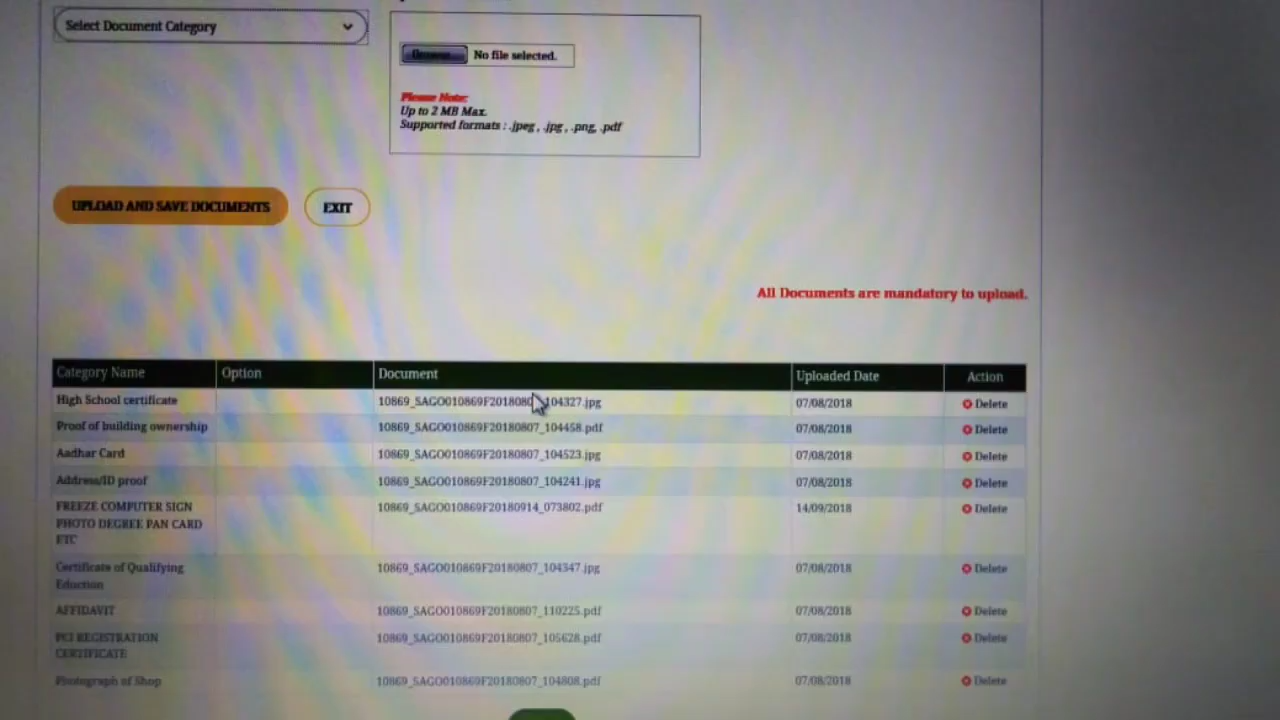 Select Document Category
Browse... No file selected.
Please Note:
Up to 2 MB Max.
Supported formats : .jpeg , .jpg , .png, .pdf
UPLOAD AND SAVE DOCUMENTS EXIT
All Documents are mandatory to upload.
Category Name Option Document Uploaded Date Action
High School certificate 10869_SAGO010869F20180807_104327.jpg 07/08/2018 Delete
Proof of building ownership 10869_SAGO010869F20180807_104458.pdf 07/08/2018 Delete
Aadhar Card 10869_SAGO010869F20180807_104523.jpg 07/08/2018 Delete
Address/ID proof 10869_SAGO010869F20180807_104241.jpg 07/08/2018 Delete
FREEZE COMPUTER SIGN 10869_SAGO010869F20180914_073802.pdf 14/09/2018 Delete
PHOTO DEGREE PAN CARD
ETC
Certificate of Qualifying 10869_SAGO010869F20180807_104347.jpg 07/08/2018 Delete
Eduction
AFFIDAVIT 10869_SAGO010869F20180807_110225.pdf 07/08/2018 Delete
PCI REGISTRATION 10869_SAGO010869F20180807_105628.pdf 07/08/2018 Delete
CERTIFICATE
Photograph of Shop 10869_SAGO010869F20180807_104808.pdf 07/08/2018 Delete